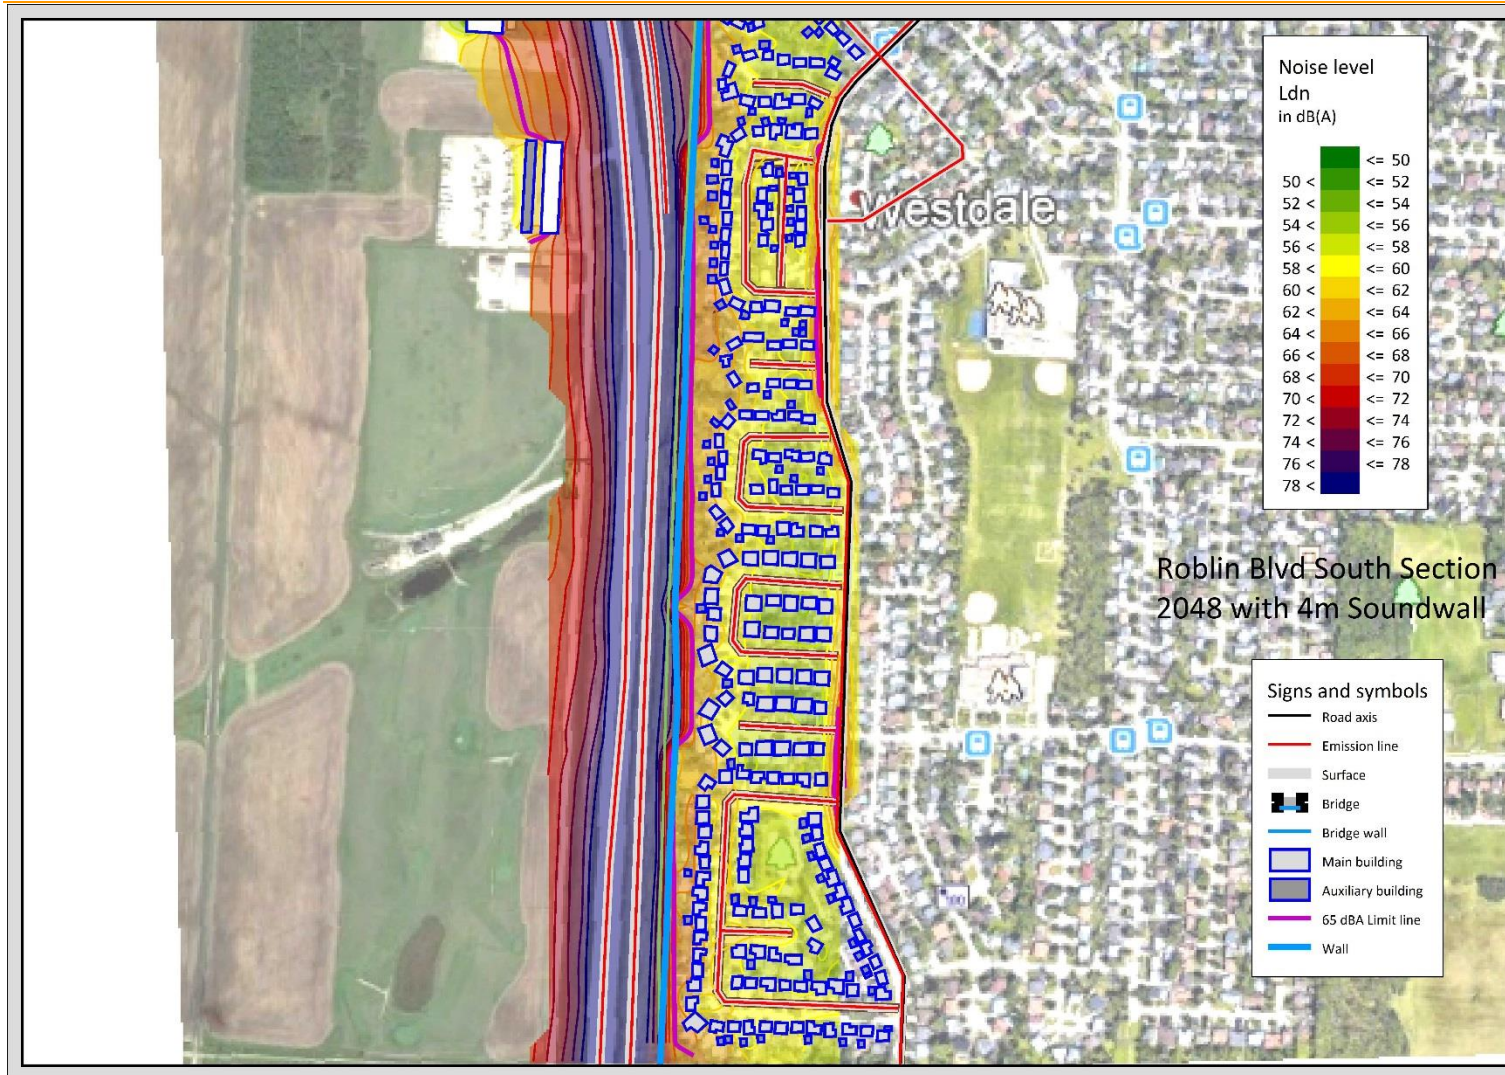 Noise level
Ldn
in dB(A)
<= 50
50 < <= 52
52 < <= 54
54 < <= 56
56 < <= 58
58 < <= 60
60 < <= 62
62 < <= 64
64 < <= 66
66 < <= 68
68 < <= 70
70 < <= 72
72 < <= 74
74 < <= 76
76 < <= 78
78 <
Westdale
Roblin Blvd South Section
2048 with 4m Soundwall
Signs and symbols
Road axis
Emission line
Surface
Bridge
Bridge wall
Main building
Auxiliary building
65 dBA Limit line
Wall